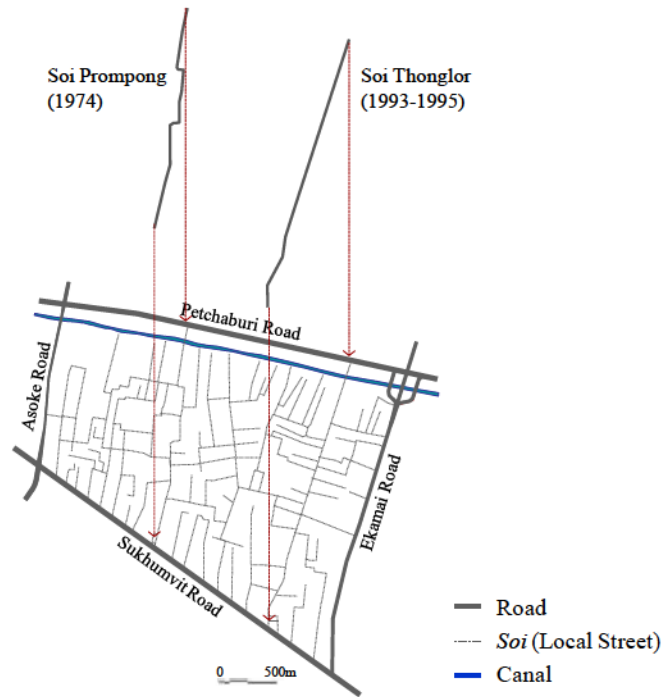 Soi Prompong
(1974)
Soi Thonglor
(1993-1995)
Petchaburi Road
Asoke Road
Ekamai Road
Sukhumvit Road
Road
Soi (Local Street)
Canal
0 500m